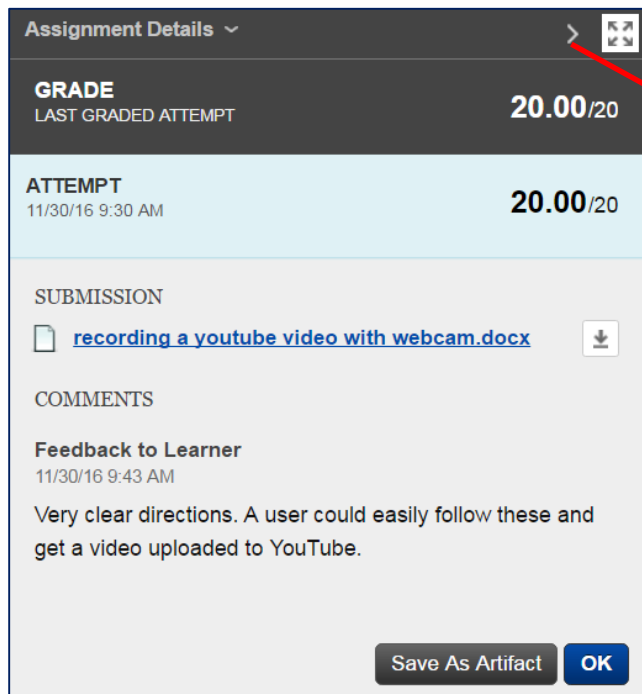 Assignment Details
GRADE
LAST GRADED ATTEMPT
20.00/20
ATTEMPT
11/30/16 9:30 AM
20.00/20
SUBMISSION
recording a youtube video with webcam.docx
COMMENTS
Feedback to Learner
11/30/16 9:43 AM
Very clear directions. A user could easily follow these and
get a video uploaded to YouTube.
Save As Artifact
OK